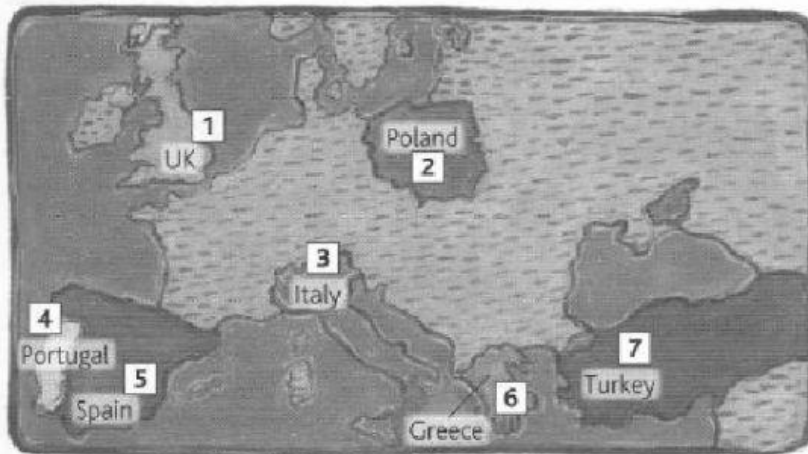 1
UK
Poland
2
3
Italy
4
Portugal
5
Spain
6
Greece
7
Turkey